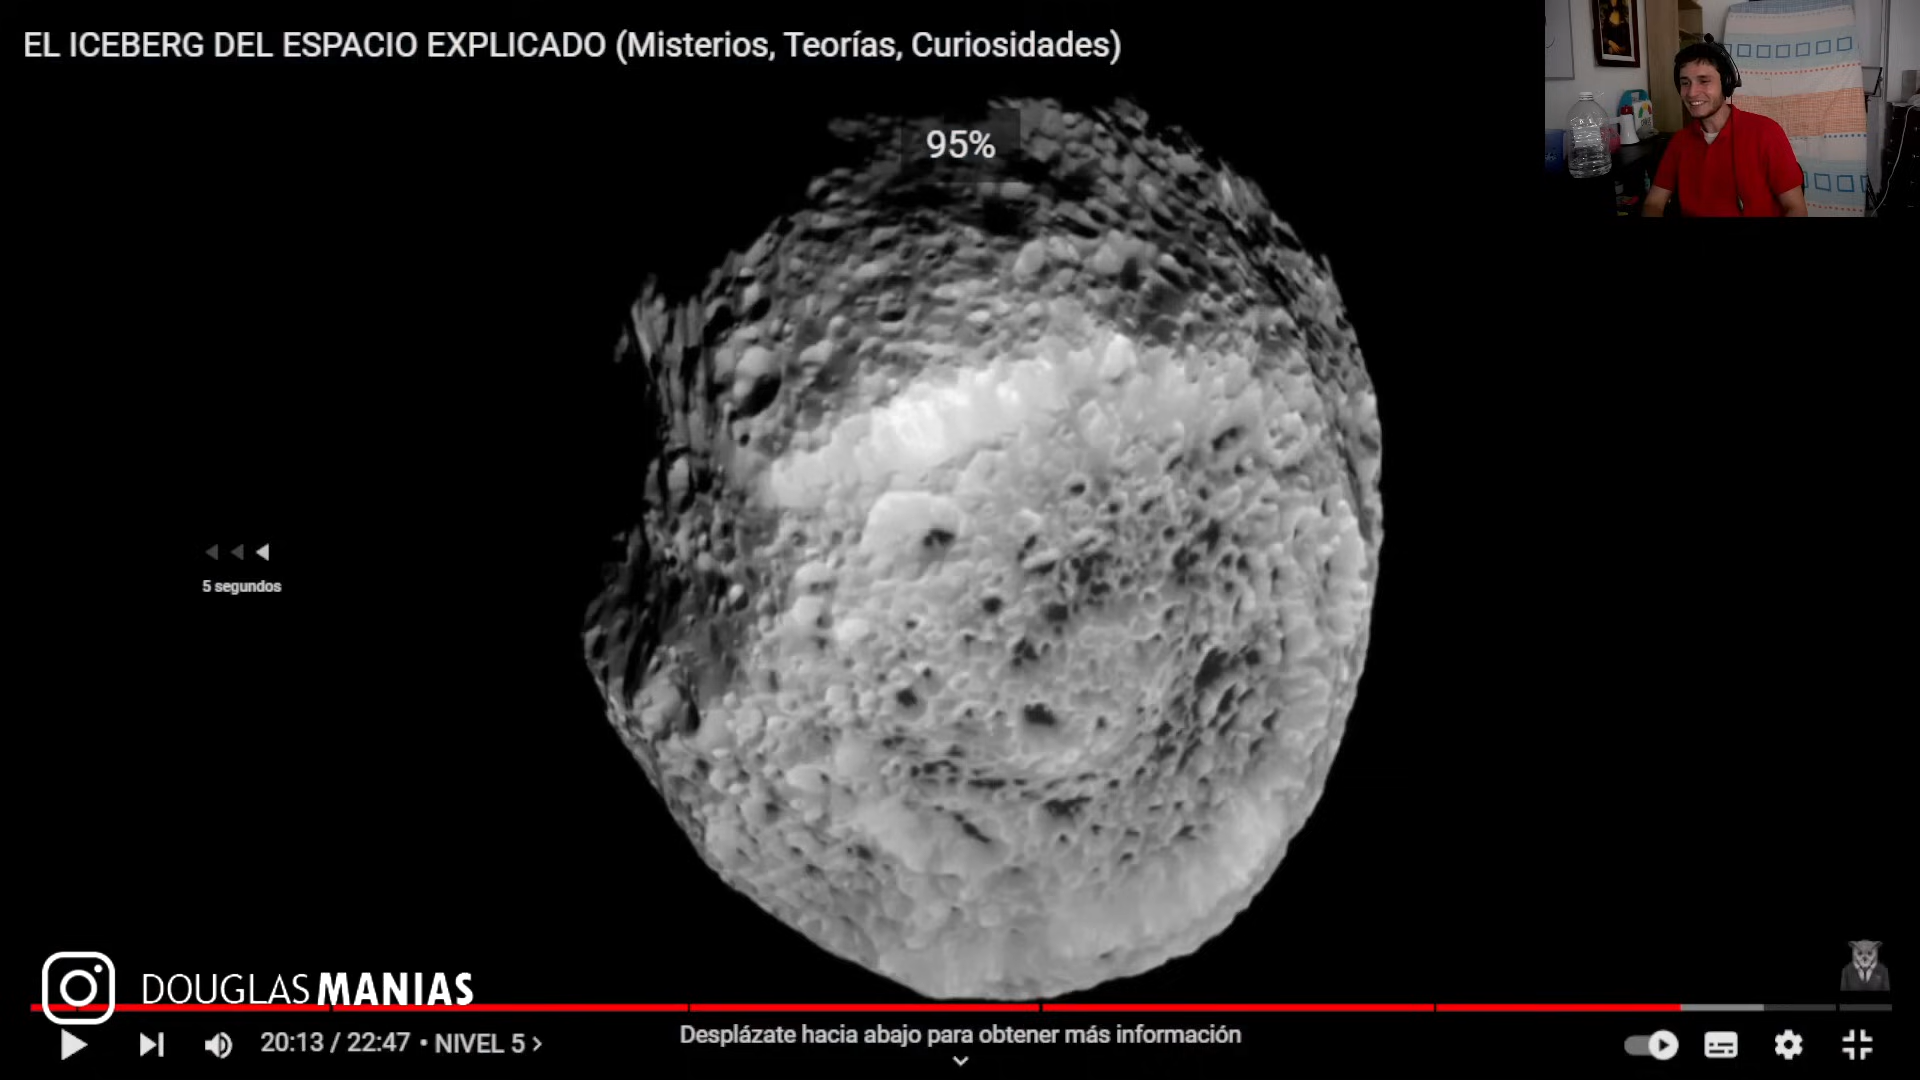 EL ICEBERG DEL ESPACIO EXPLICADO (Misterios, Teorías, Curiosidades)
95%
5 segundos
DOUGLASMANIAS
20:13 / 22:47 • NIVEL 5 >
Desplázate hacia abajo para obtener más información